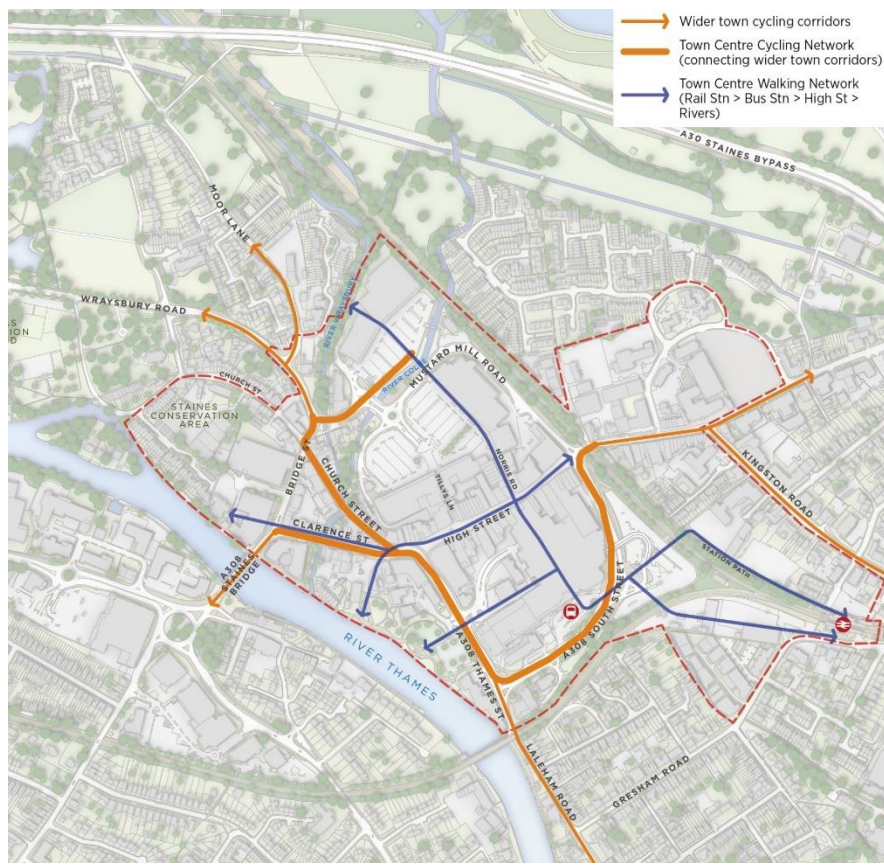 Wider town cycling corridors
Town Centre Cycling Network
(connecting wider town corridors)
Town Centre Walking Network
(Rail Stn > Bus Stn > High St >
Rivers)
A30 STAINES BYPASS
MOOR LANE
WRAYSBURY ROAD
RIVER WRAYSBURY
RIVER COLNE
MUSTARD MILL ROAD
CHURCH ST
STAINES
CONSERVATION
AREA
BRIDGE ST
CHURCH STREET
TILLYS LN
NORRIS RD
HIGH STREET
KINGSTON ROAD
CLARENCE ST
A308
STAINES
BRIDGE
STATION PATH
A308 SOUTH STREET
A308 THAMES ST
RIVER THAMES
LALEHAM ROAD
GRESHAM ROAD